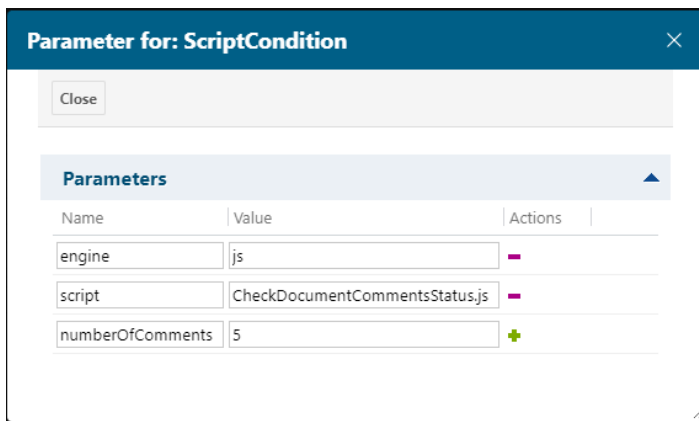 Parameter for: ScriptCondition
Close
Parameters
Name Value Actions
engine js
script CheckDocumentCommentsStatus.js
numberOfComments 5